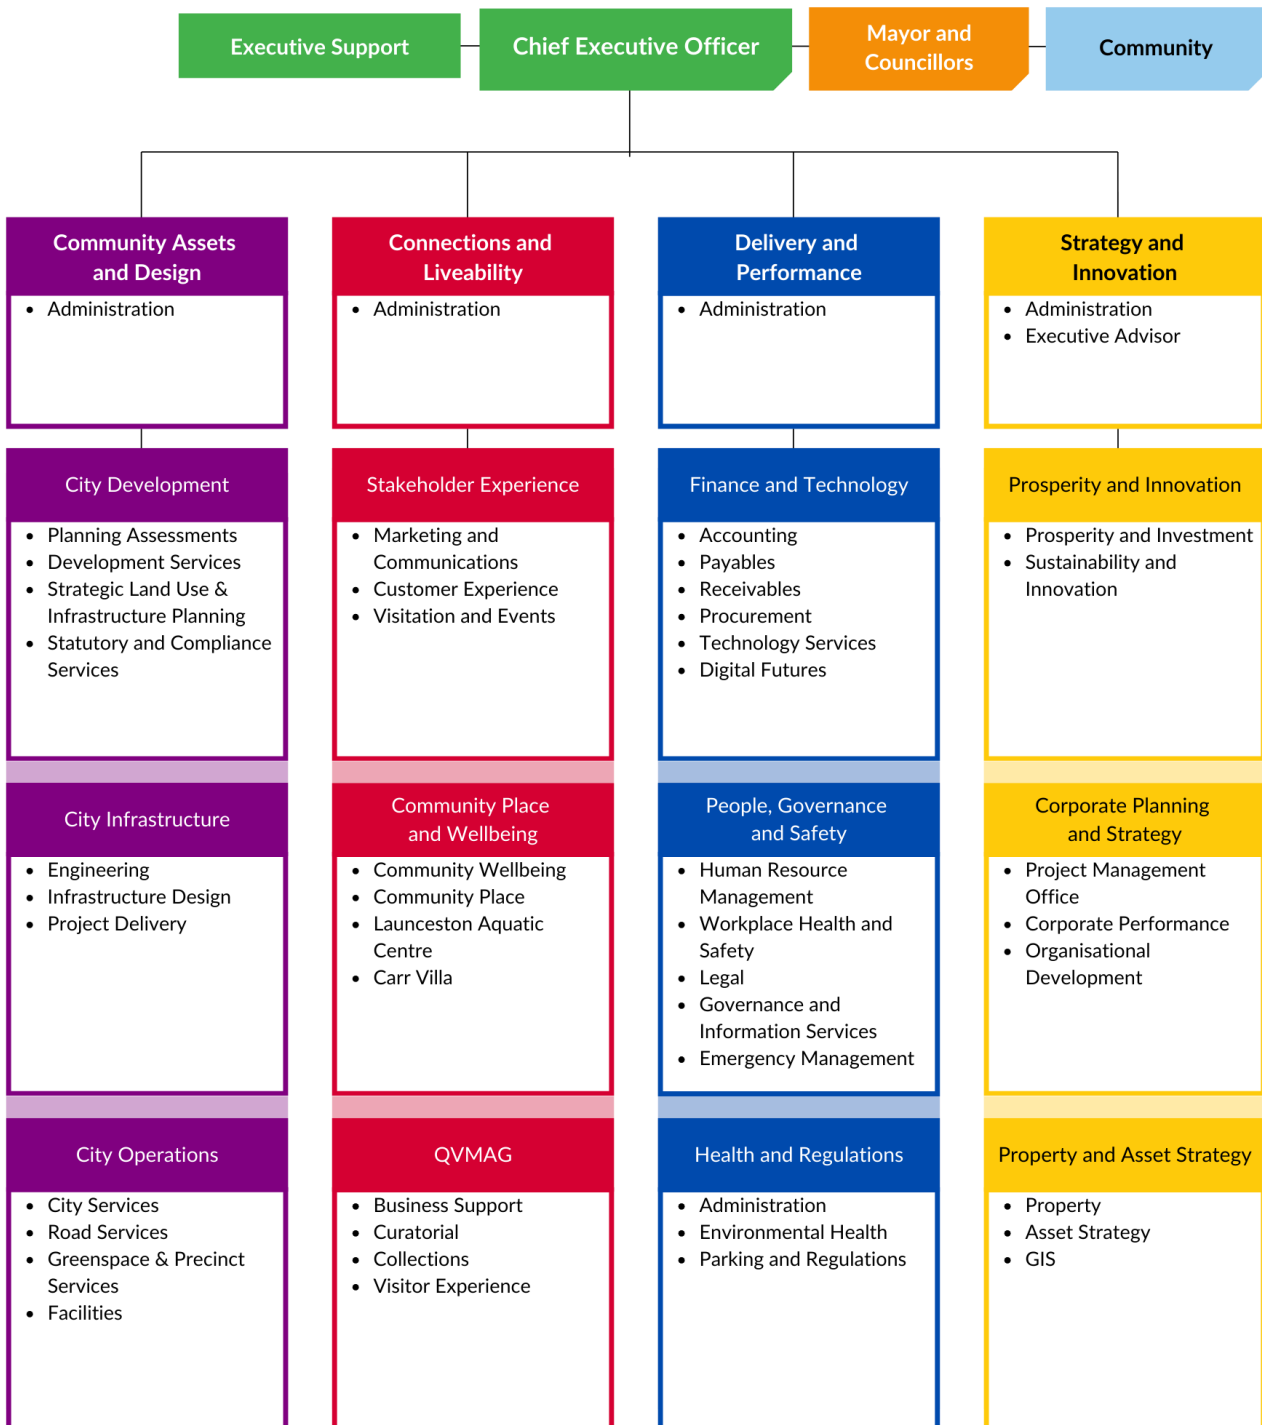 Executive Support
Chief Executive Officer
Mayor and
Councillors
Community
Community Assets
and Design
• Administration
Connections and
Liveability
• Administration
Delivery and
Performance
• Administration
Strategy and
Innovation
• Administration
• Executive Advisor
City Development
• Planning Assessments
• Development Services
• Strategic Land Use &
Infrastructure Planning
• Statutory and Compliance
Services
Stakeholder Experience
• Marketing and
Communications
• Customer Experience
• Visitation and Events
Finance and Technology
• Accounting
• Payables
• Receivables
• Procurement
• Technology Services
• Digital Futures
Prosperity and Innovation
• Prosperity and Investment
• Sustainability and
Innovation
City Infrastructure
• Engineering
• Infrastructure Design
• Project Delivery
Community Place
and Wellbeing
• Community Wellbeing
• Community Place
• Launceston Aquatic
Centre
• Carr Villa
People, Governance
and Safety
• Human Resource
Management
• Workplace Health and
Safety
• Legal
• Governance and
Information Services
• Emergency Management
Corporate Planning
and Strategy
• Project Management
Office
• Corporate Performance
• Organisational
Development
City Operations
• City Services
• Road Services
• Greenspace & Precinct
Services
• Facilities
QVMAG
• Business Support
• Curatorial
• Collections
• Visitor Experience
Health and Regulations
• Administration
• Environmental Health
• Parking and Regulations
Property and Asset Strategy
• Property
• Asset Strategy
• GIS